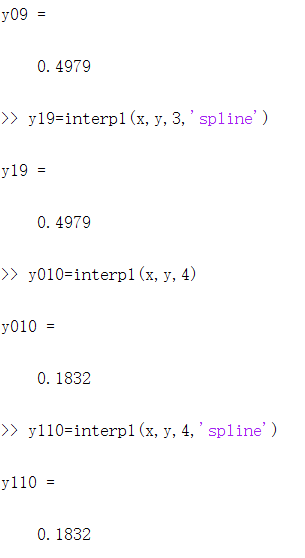 y09 =
0.4979
>> y19=interp1(x,y,3,'spline')
y19 =
0.4979
>> y010=interp1(x,y,4)
y010 =
0.1832
>> y110=interp1(x,y,4,'spline')
y110 =
0.1832